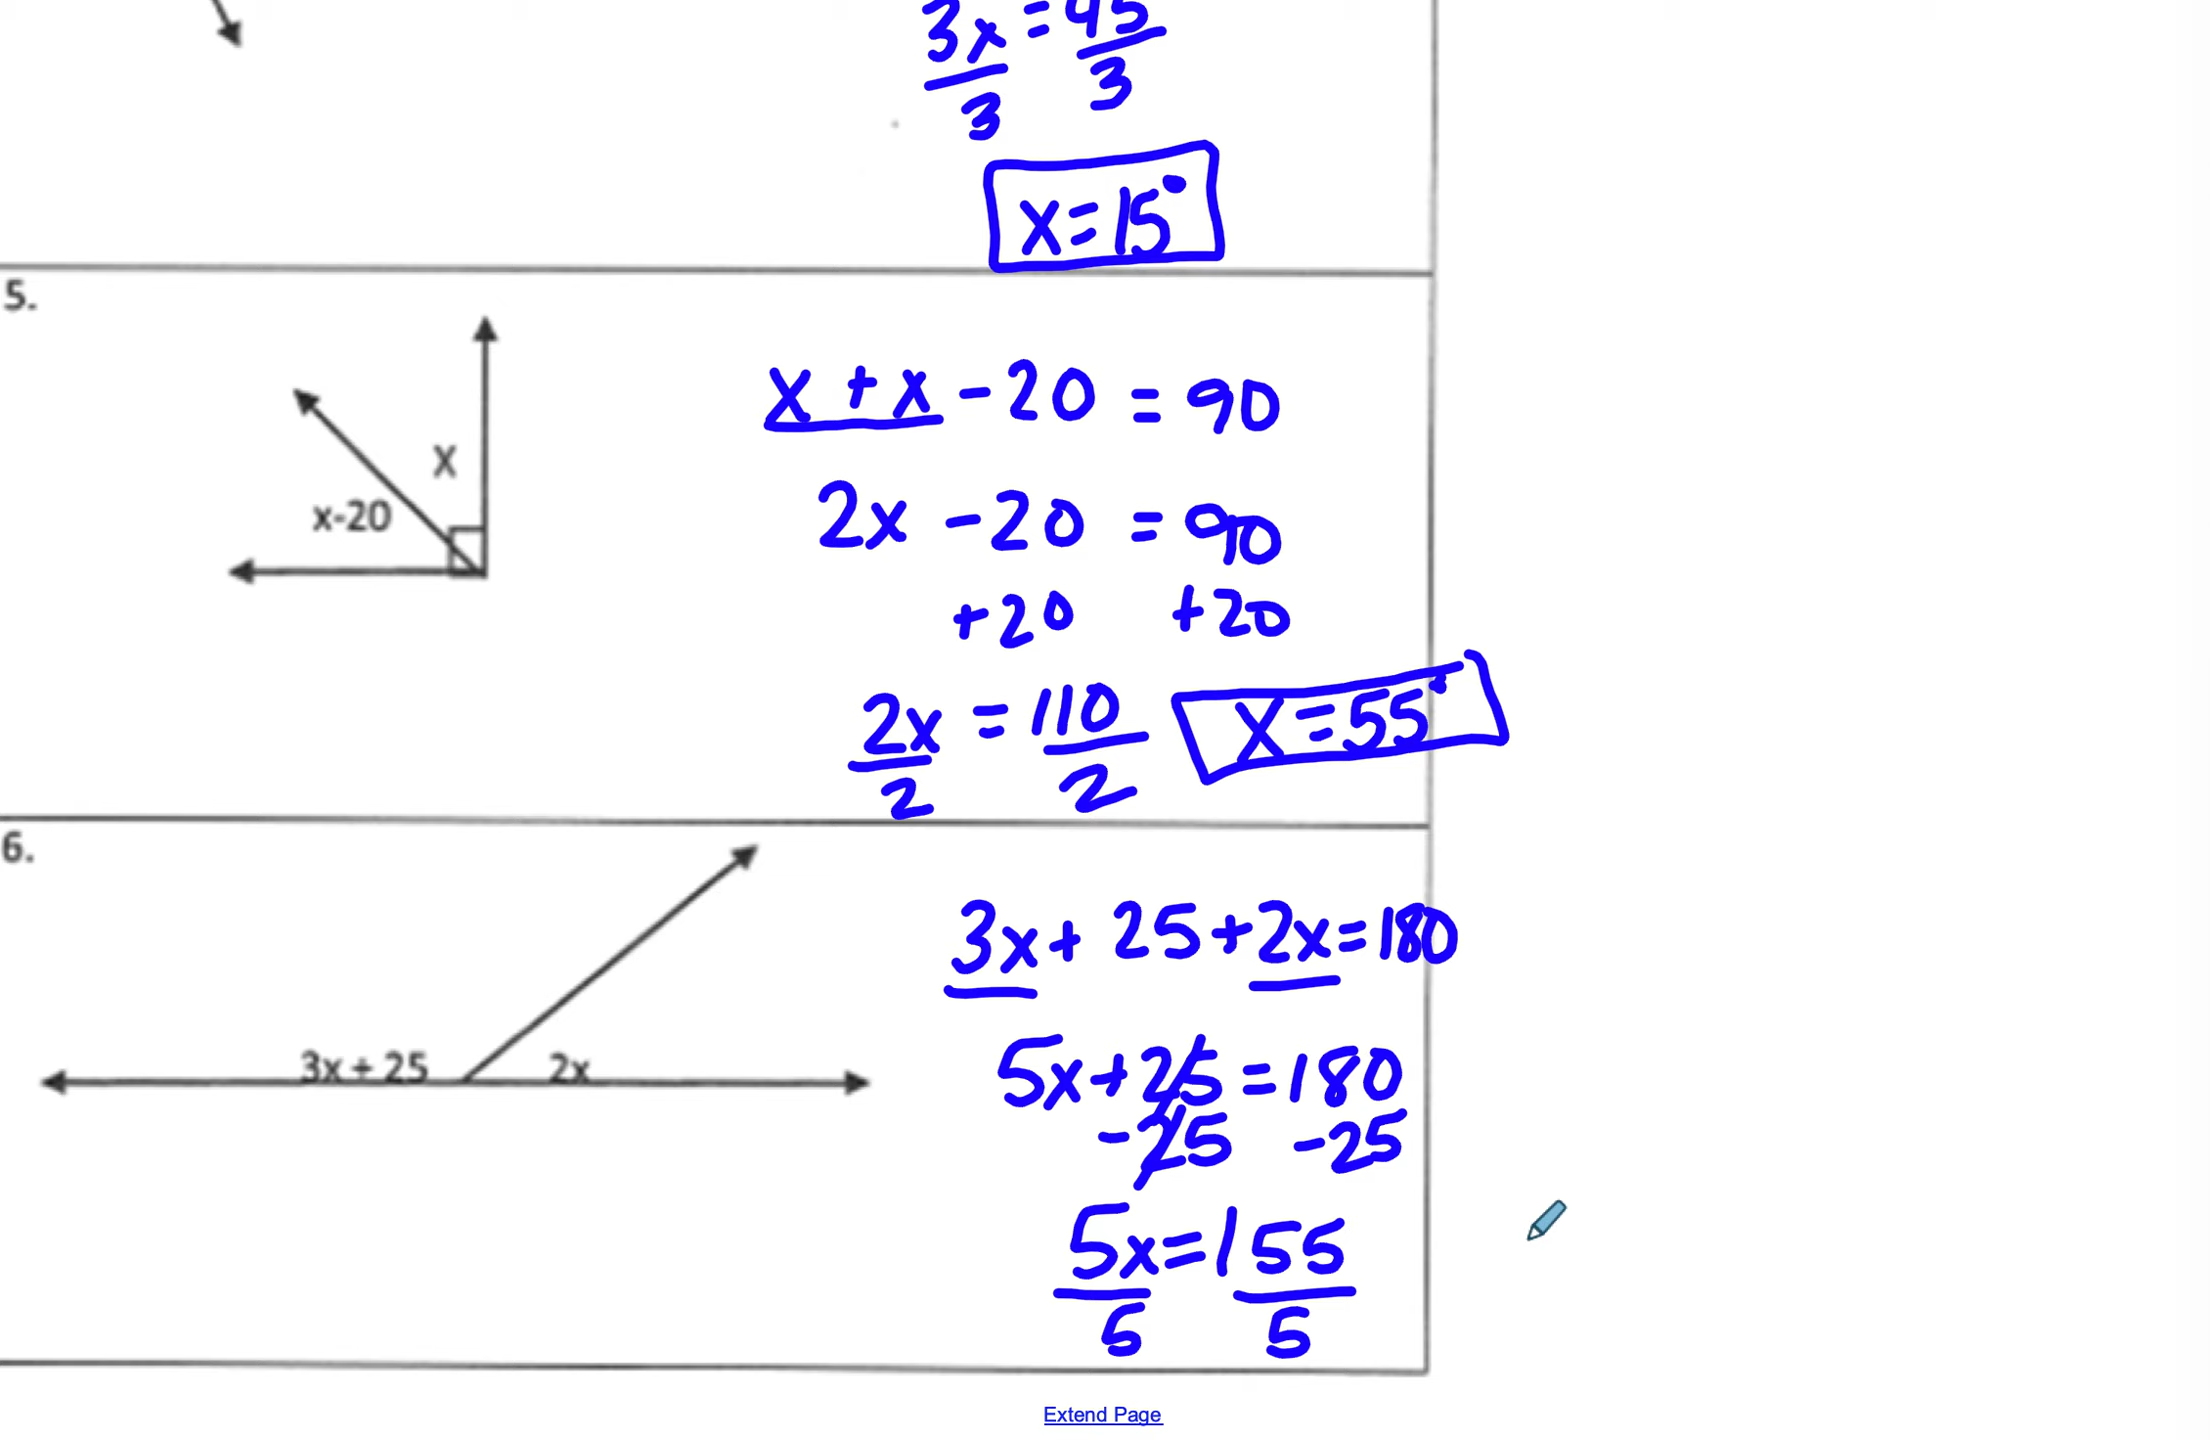 3x = 45
3 3
x = 15°
5.
x + x - 20 = 90
X
x-20
2x - 20 = 90
+20 +20
2x = 110
2 2
X = 55°
6.
3x + 25 + 2x = 180
3x + 25 2x
5x + 25 = 180
-25 -25
5x = 155
5 5
Extend Page